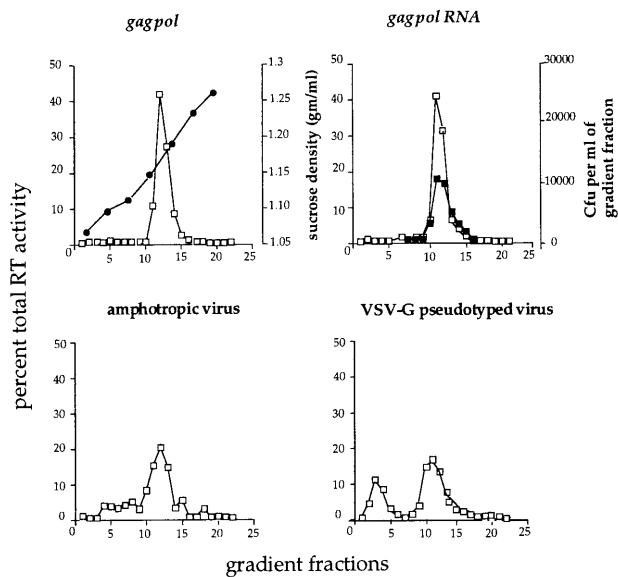 gagpol
gagpol RNA
50
40
30
20
10
0
1.3
1.25
1.20
1.15
1.10
1.05
sucrose density (gm/ml)
0 5 10 15 20 25
50
40
30
20
10
0
30000
20000
10000
0
Cfu per ml of
gradient fraction
0 5 10 15 20 25
percent total RT activity
amphotropic virus
VSV-G pseudotyped virus
50
40
30
20
10
0
0 5 10 15 20 25
50
40
30
20
10
0
0 5 10 15 20 25
gradient fractions